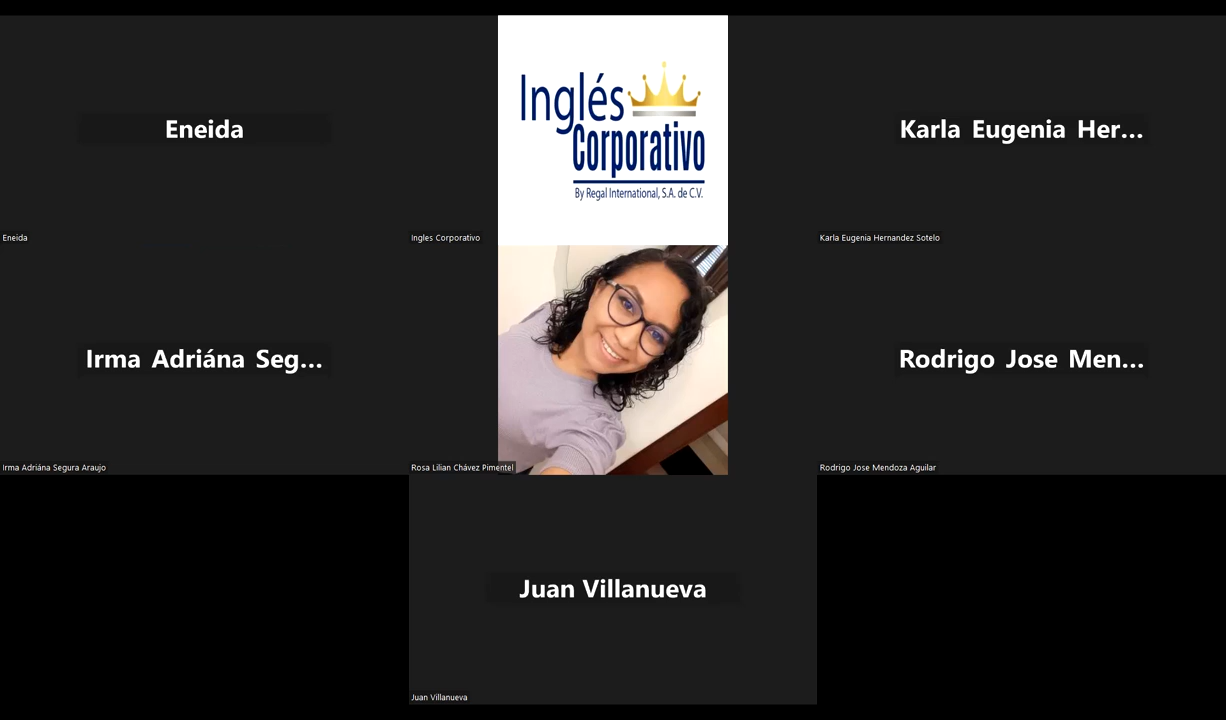 Eneida
Eneida
Inglés
Corporativo
By Regal International, S.A. de C.V.
Ingles Corporativo
Karla Eugenia Her...
Karla Eugenia Hernandez Sotelo
Irma Adriána Seg...
Irma Adriána Segura Araujo
Rosa Lilian Chávez Pimentel
Rodrigo Jose Men...
Rodrigo Jose Mendoza Aguilar
Juan Villanueva
Juan Villanueva